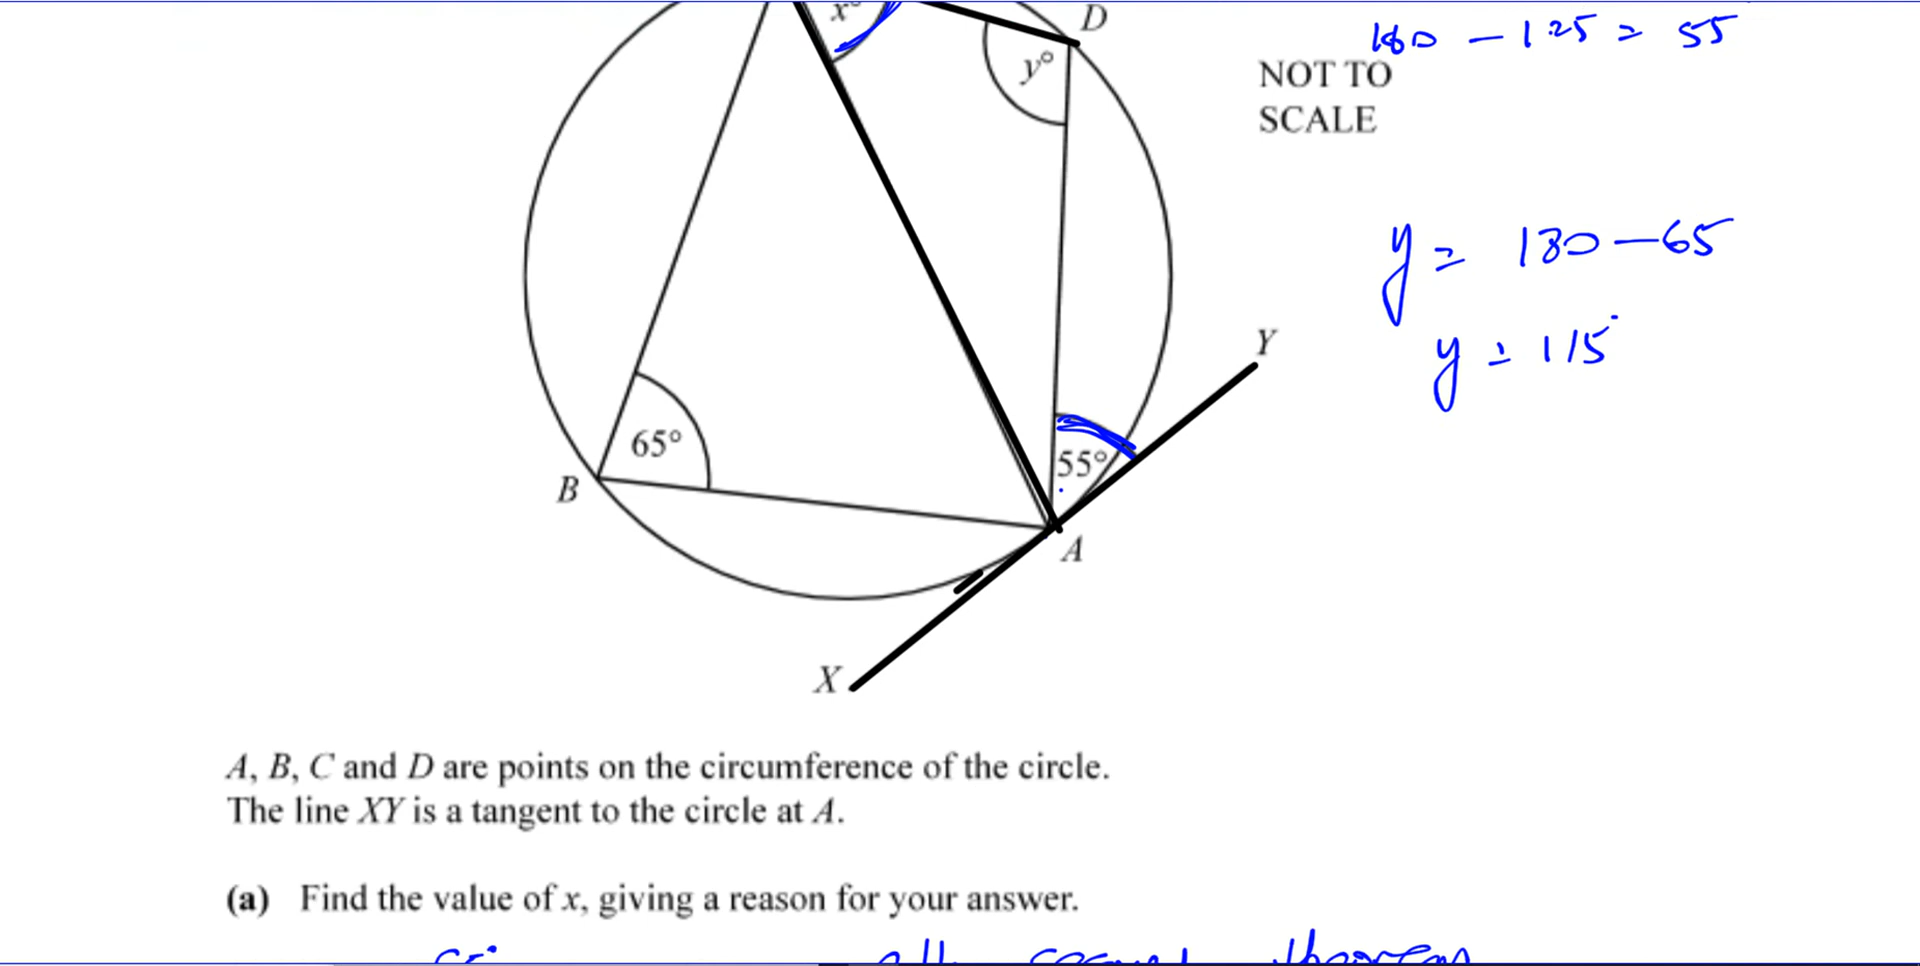 x°
D
180 - 125 = 55
y°
NOT TO
SCALE
y = 180 - 65
Y
y = 115°
65°
55°
B
A
X
A, B, C and D are points on the circumference of the circle.
The line XY is a tangent to the circle at A.
(a) Find the value of x, giving a reason for your answer.
theorem